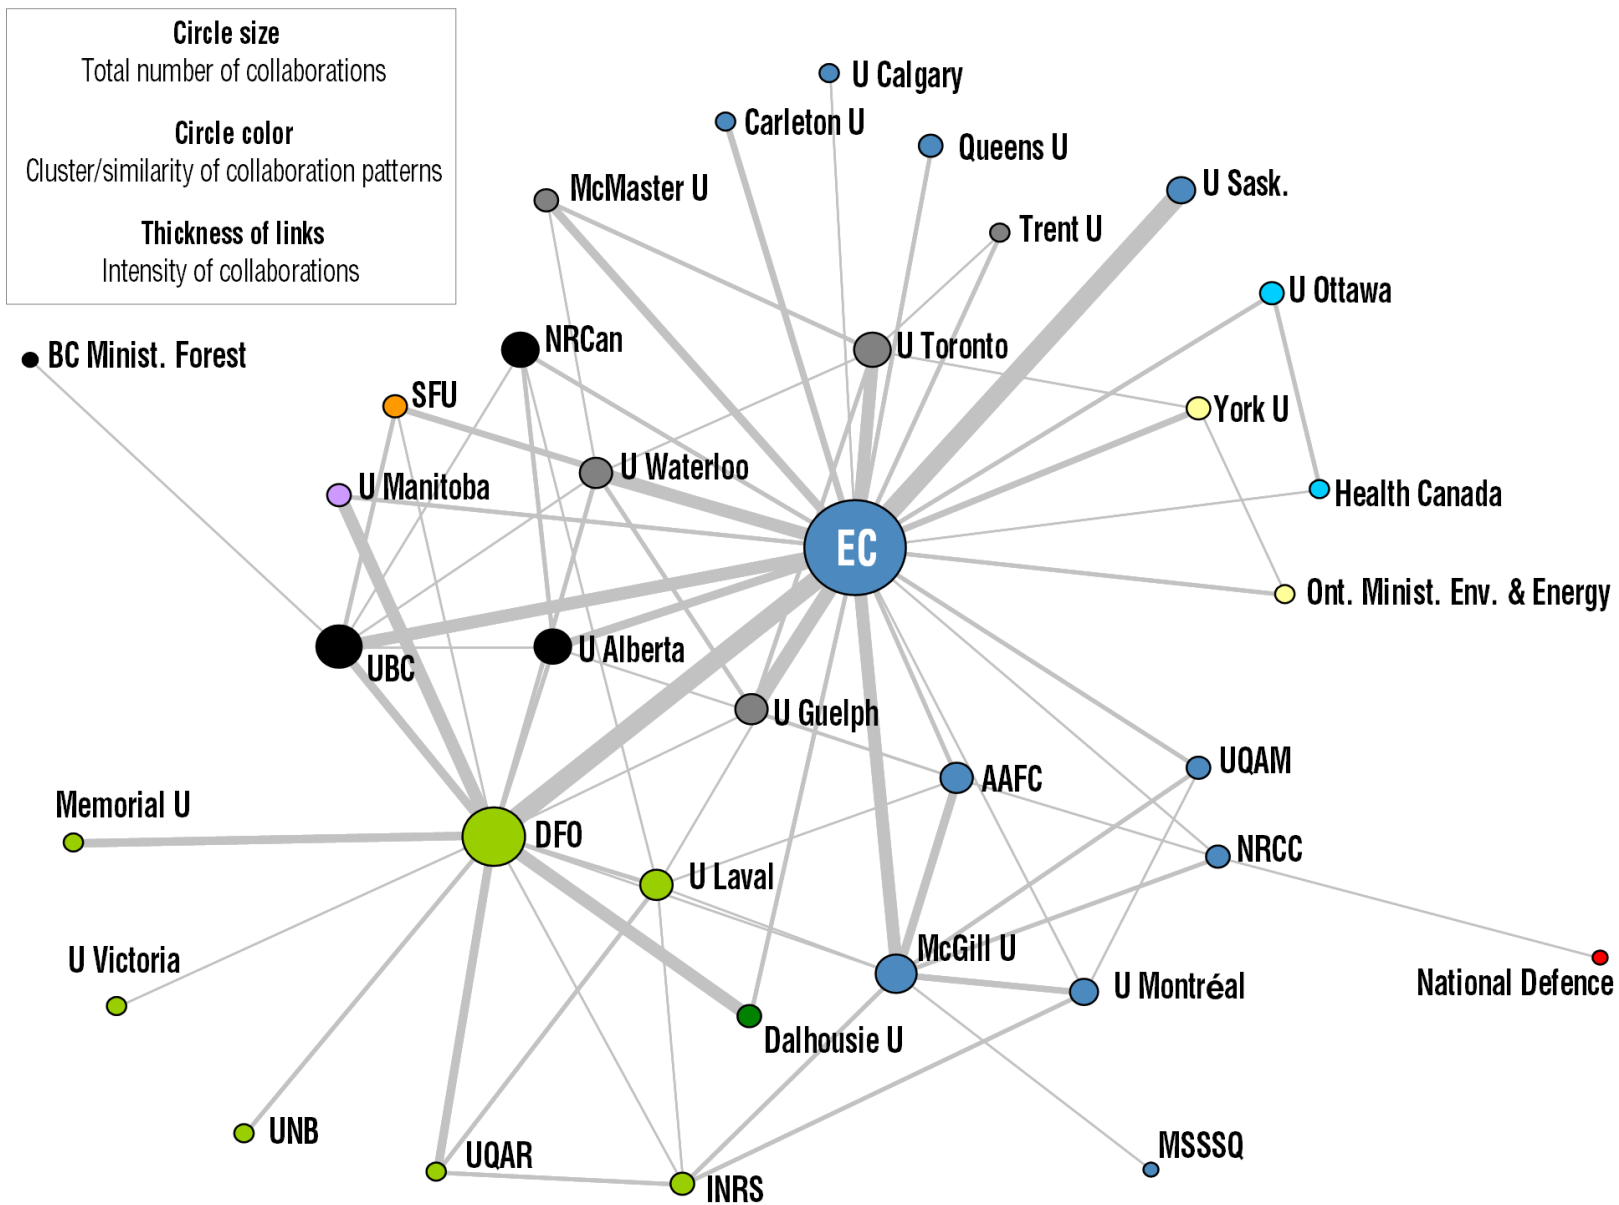 Circle size
Total number of collaborations
Circle color
Cluster/similarity of collaboration patterns
Thickness of links
Intensity of collaborations
U Calgary
Carleton U
Queens U
McMaster U
U Sask.
Trent U
U Ottawa
NRCan
U Toronto
BC Minist. Forest
SFU
York U
U Waterloo
U Manitoba
Health Canada
EC
Ont. Minist. Env. & Energy
U Alberta
UBC
U Guelph
UQAM
AAFC
Memorial U
DFO
NRCC
U Laval
McGill U
U Victoria
National Defence
U Montréal
Dalhousie U
UNB
MSSSQ
UQAR
INRS